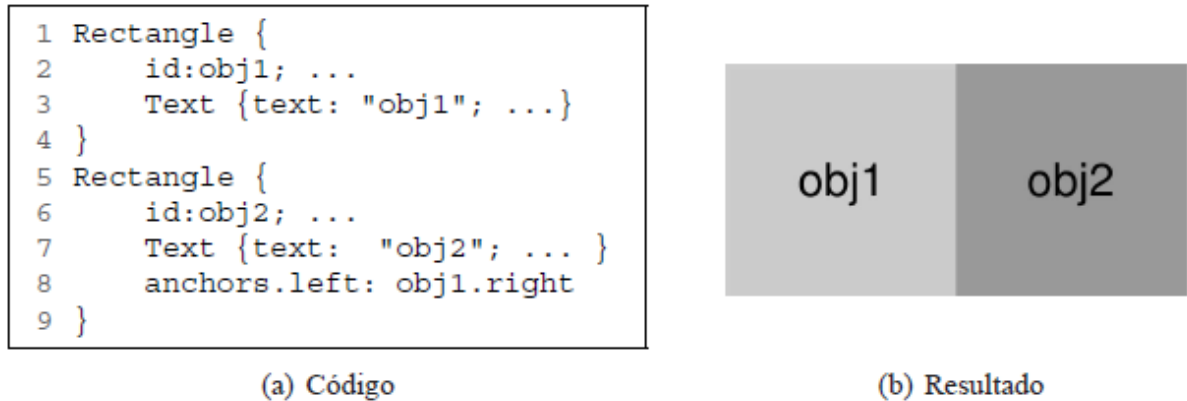 1 Rectangle {
2 id:obj1; ...
3 Text {text: "obj1"; ...}
4 }
5 Rectangle {
6 id:obj2; ...
7 Text {text: "obj2"; ... }
8 anchors.left: obj1.right
9 }
(a) Código
obj1 obj2
(b) Resultado